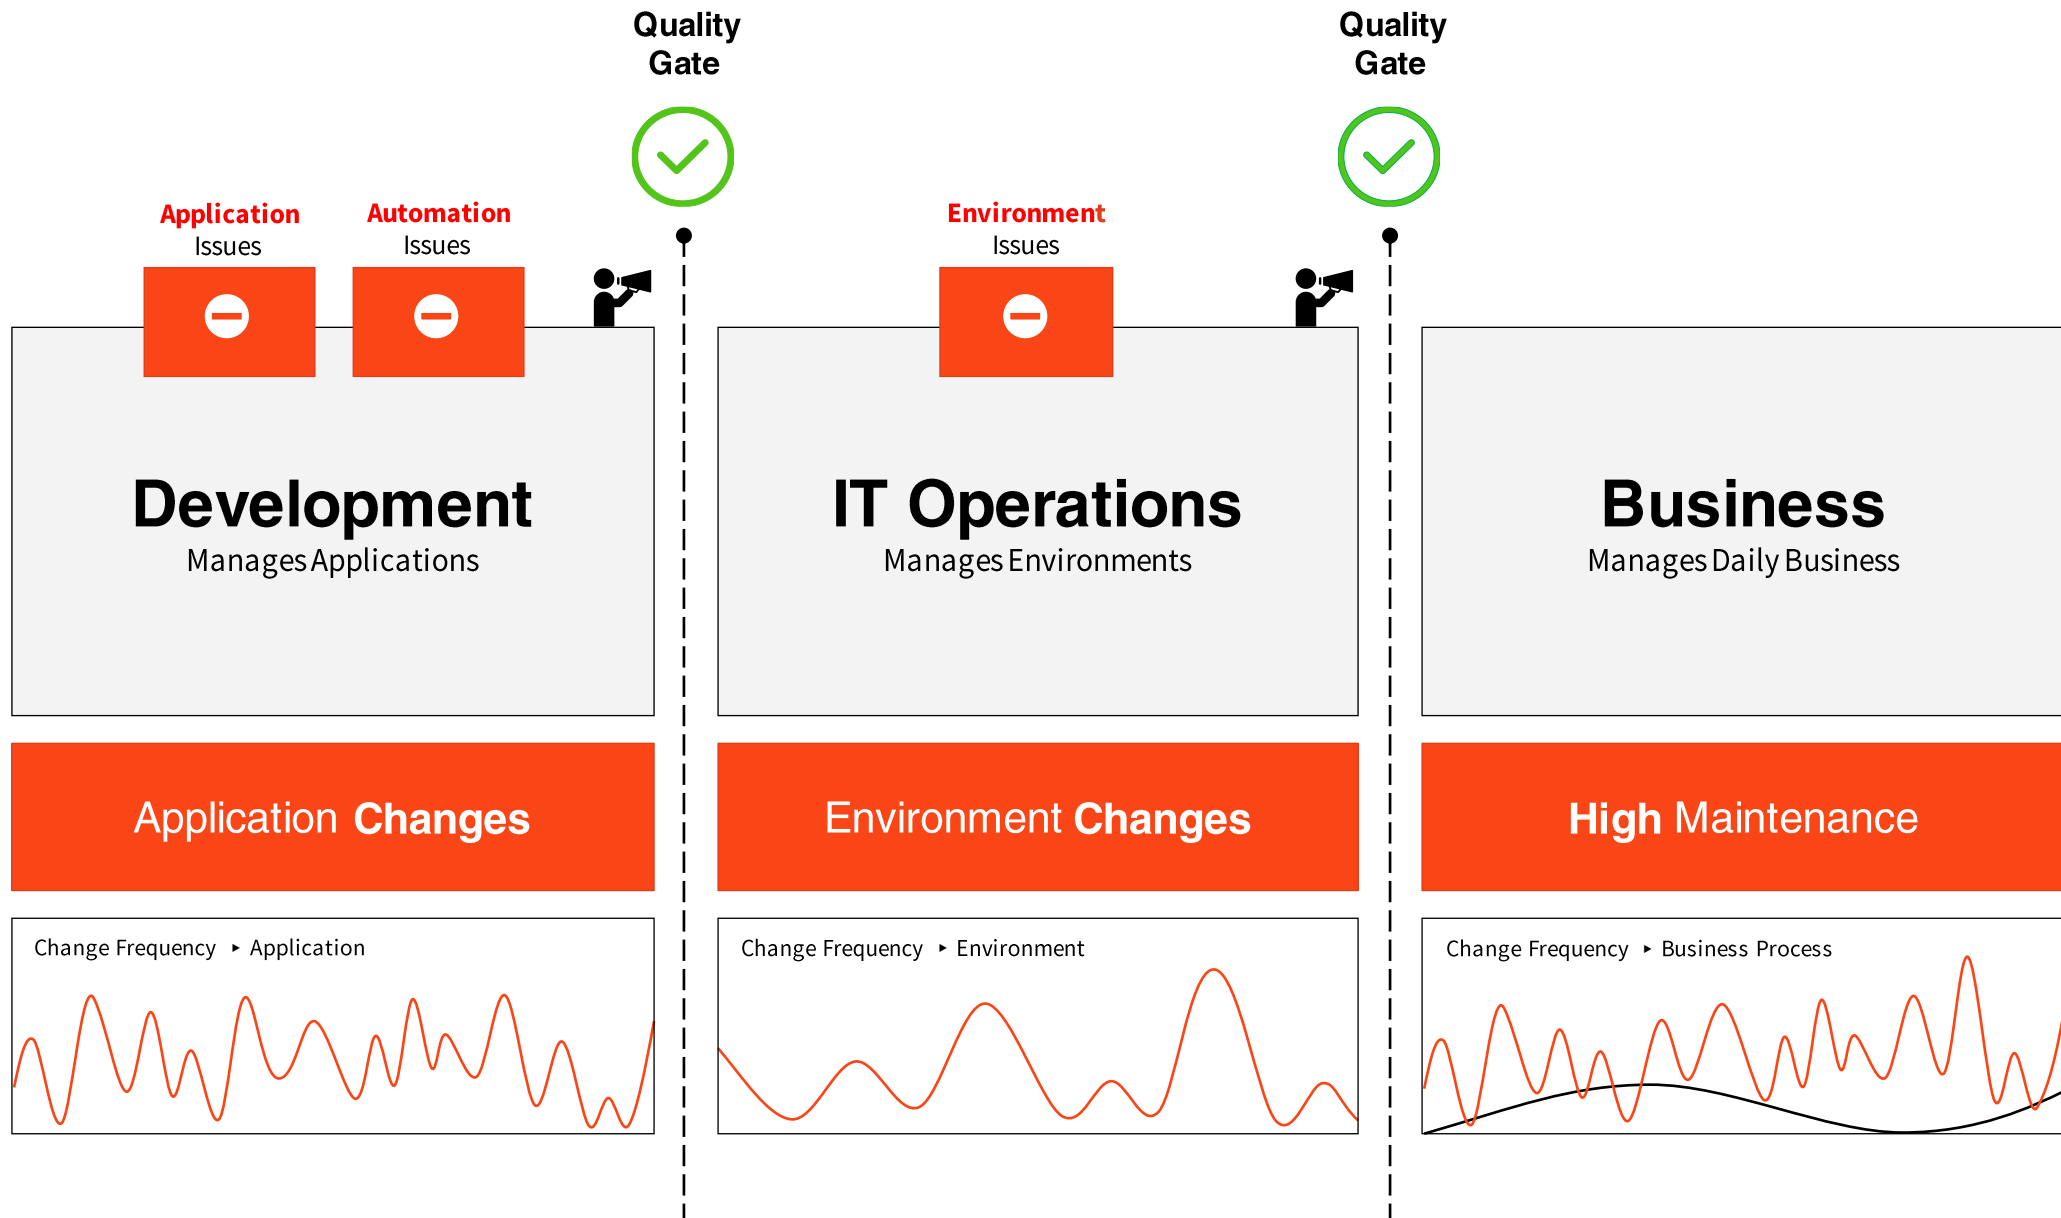 Quality
Gate
Quality
Gate
Application
Issues
Automation
Issues
Environment
Issues
Development
Manages Applications
IT Operations
Manages Environments
Business
Manages Daily Business
Application Changes
Environment Changes
High Maintenance
Change Frequency ▸ Application
Change Frequency ▸ Environment
Change Frequency ▸ Business Process